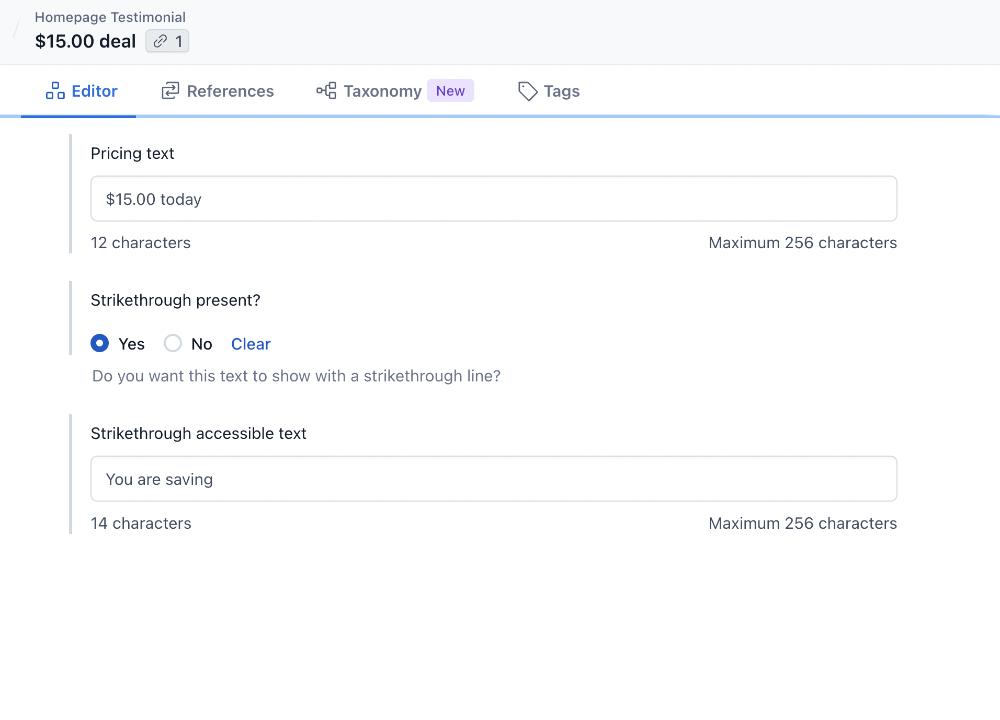 Homepage Testimonial
$15.00 deal 1
Editor References Taxonomy New Tags
Pricing text
$15.00 today
12 characters Maximum 256 characters
Strikethrough present?
Yes No Clear
Do you want this text to show with a strikethrough line?
Strikethrough accessible text
You are saving
14 characters Maximum 256 characters